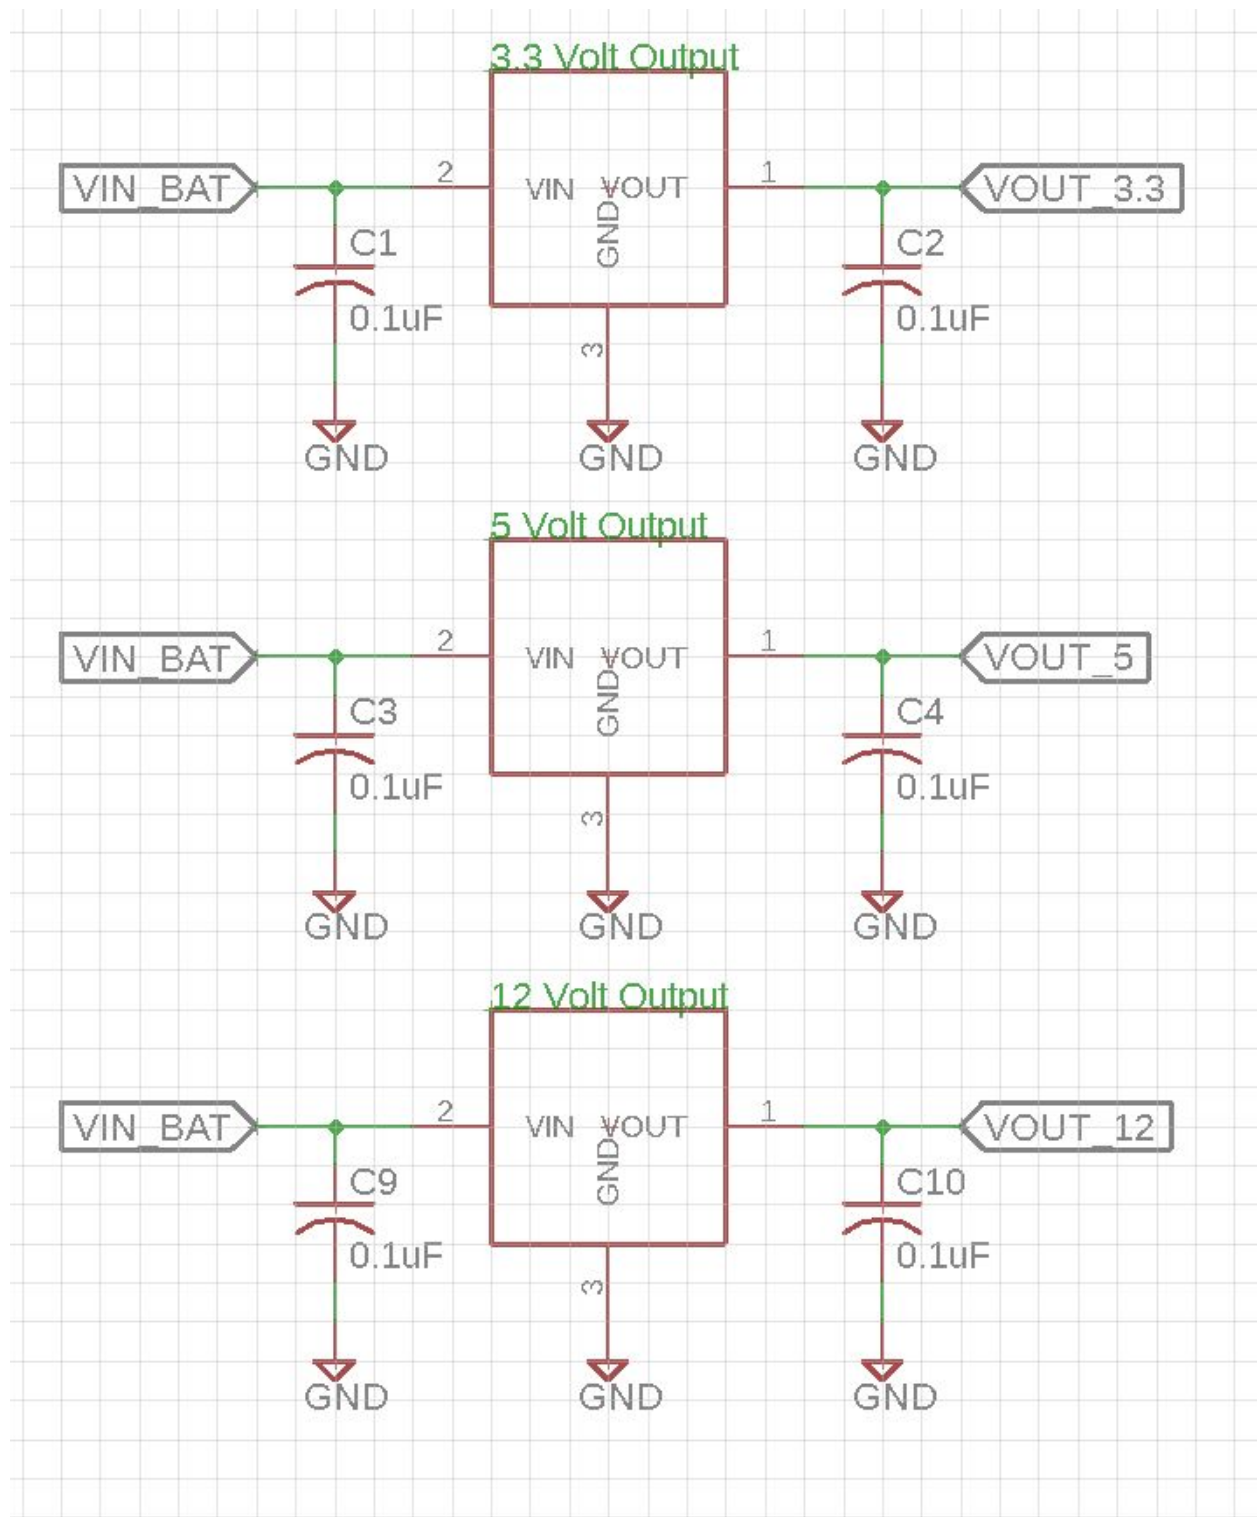 3.3 Volt Output
VIN_BAT 2 VIN VOUT 1 VOUT_3.3
GND
C1 C2
0.1uF 0.1uF
3
GND GND GND
5 Volt Output
VIN_BAT 2 VIN VOUT 1 VOUT_5
GND
C3 C4
0.1uF 0.1uF
3
GND GND GND
12 Volt Output
VIN_BAT 2 VIN VOUT 1 VOUT_12
GND
C9 C10
0.1uF 0.1uF
3
GND GND GND